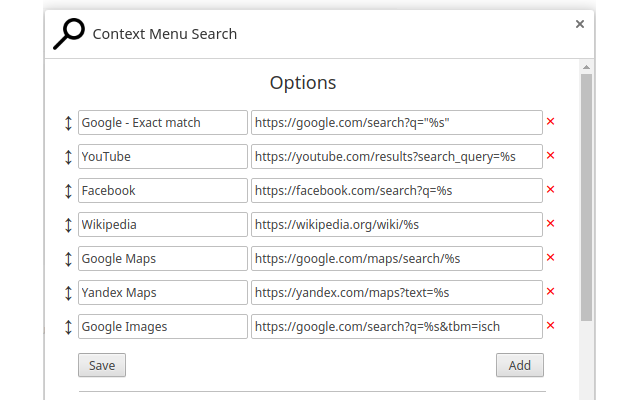 Context Menu Search
Options
Google - Exact match https://google.com/search?q="%s"
YouTube https://youtube.com/results?search_query=%s
Facebook https://facebook.com/search?q=%s
Wikipedia https://wikipedia.org/wiki/%s
Google Maps https://google.com/maps/search/%s
Yandex Maps https://yandex.com/maps?text=%s
Google Images https://google.com/search?q=%s&tbm=isch
Save Add